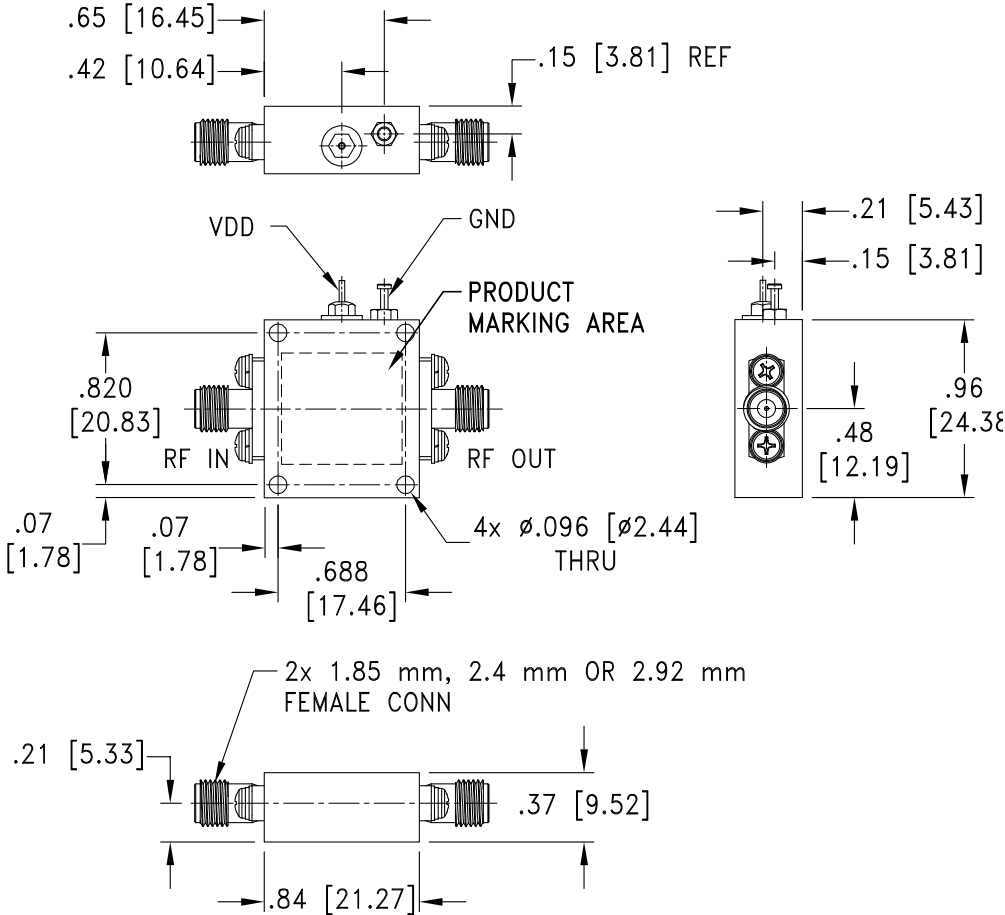 .65 [16.45]
.42 [10.64]
.15 [3.81] REF
VDD
GND
PRODUCT
MARKING AREA
.21 [5.43]
.15 [3.81]
.820
[20.83]
RF IN
RF OUT
.96
[24.38
.48
[12.19]
.07
[1.78]
.07
[1.78]
.688
[17.46]
4x ø.096 [ø2.44]
THRU
2x 1.85 mm, 2.4 mm OR 2.92 mm
FEMALE CONN
.21 [5.33]
.37 [9.52]
.84 [21.27]